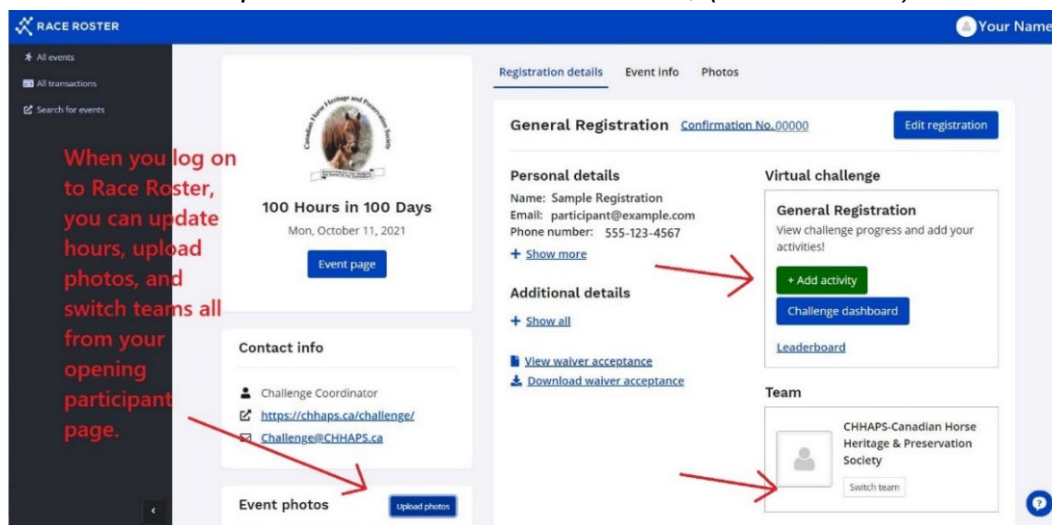 RACE ROSTER
Your Name
All events
All transactions
Search for events
When you log on
to Race Roster,
you can update
hours, upload
photos, and
switch teams all
from your
opening
participant
page.
100 Hours in 100 Days
Mon, October 11, 2021
Event page
Contact info
Challenge Coordinator
https://chhaps.ca/challenge/
Challenge@CHHAPS.ca
Event photos
Upload photos
Registration details Event info Photos
General Registration Confirmation No. 00000
Edit registration
Personal details
Name: Sample Registration
Email: participant@example.com
Phone number: 555-123-4567
+ Show more
Additional details
+ Show all
View waiver acceptance
Download waiver acceptance
Virtual challenge
General Registration
View challenge progress and add your
activities!
+ Add activity
Challenge dashboard
Leaderboard
Team
CHHAPS-Canadian Horse
Heritage & Preservation
Society
Switch team